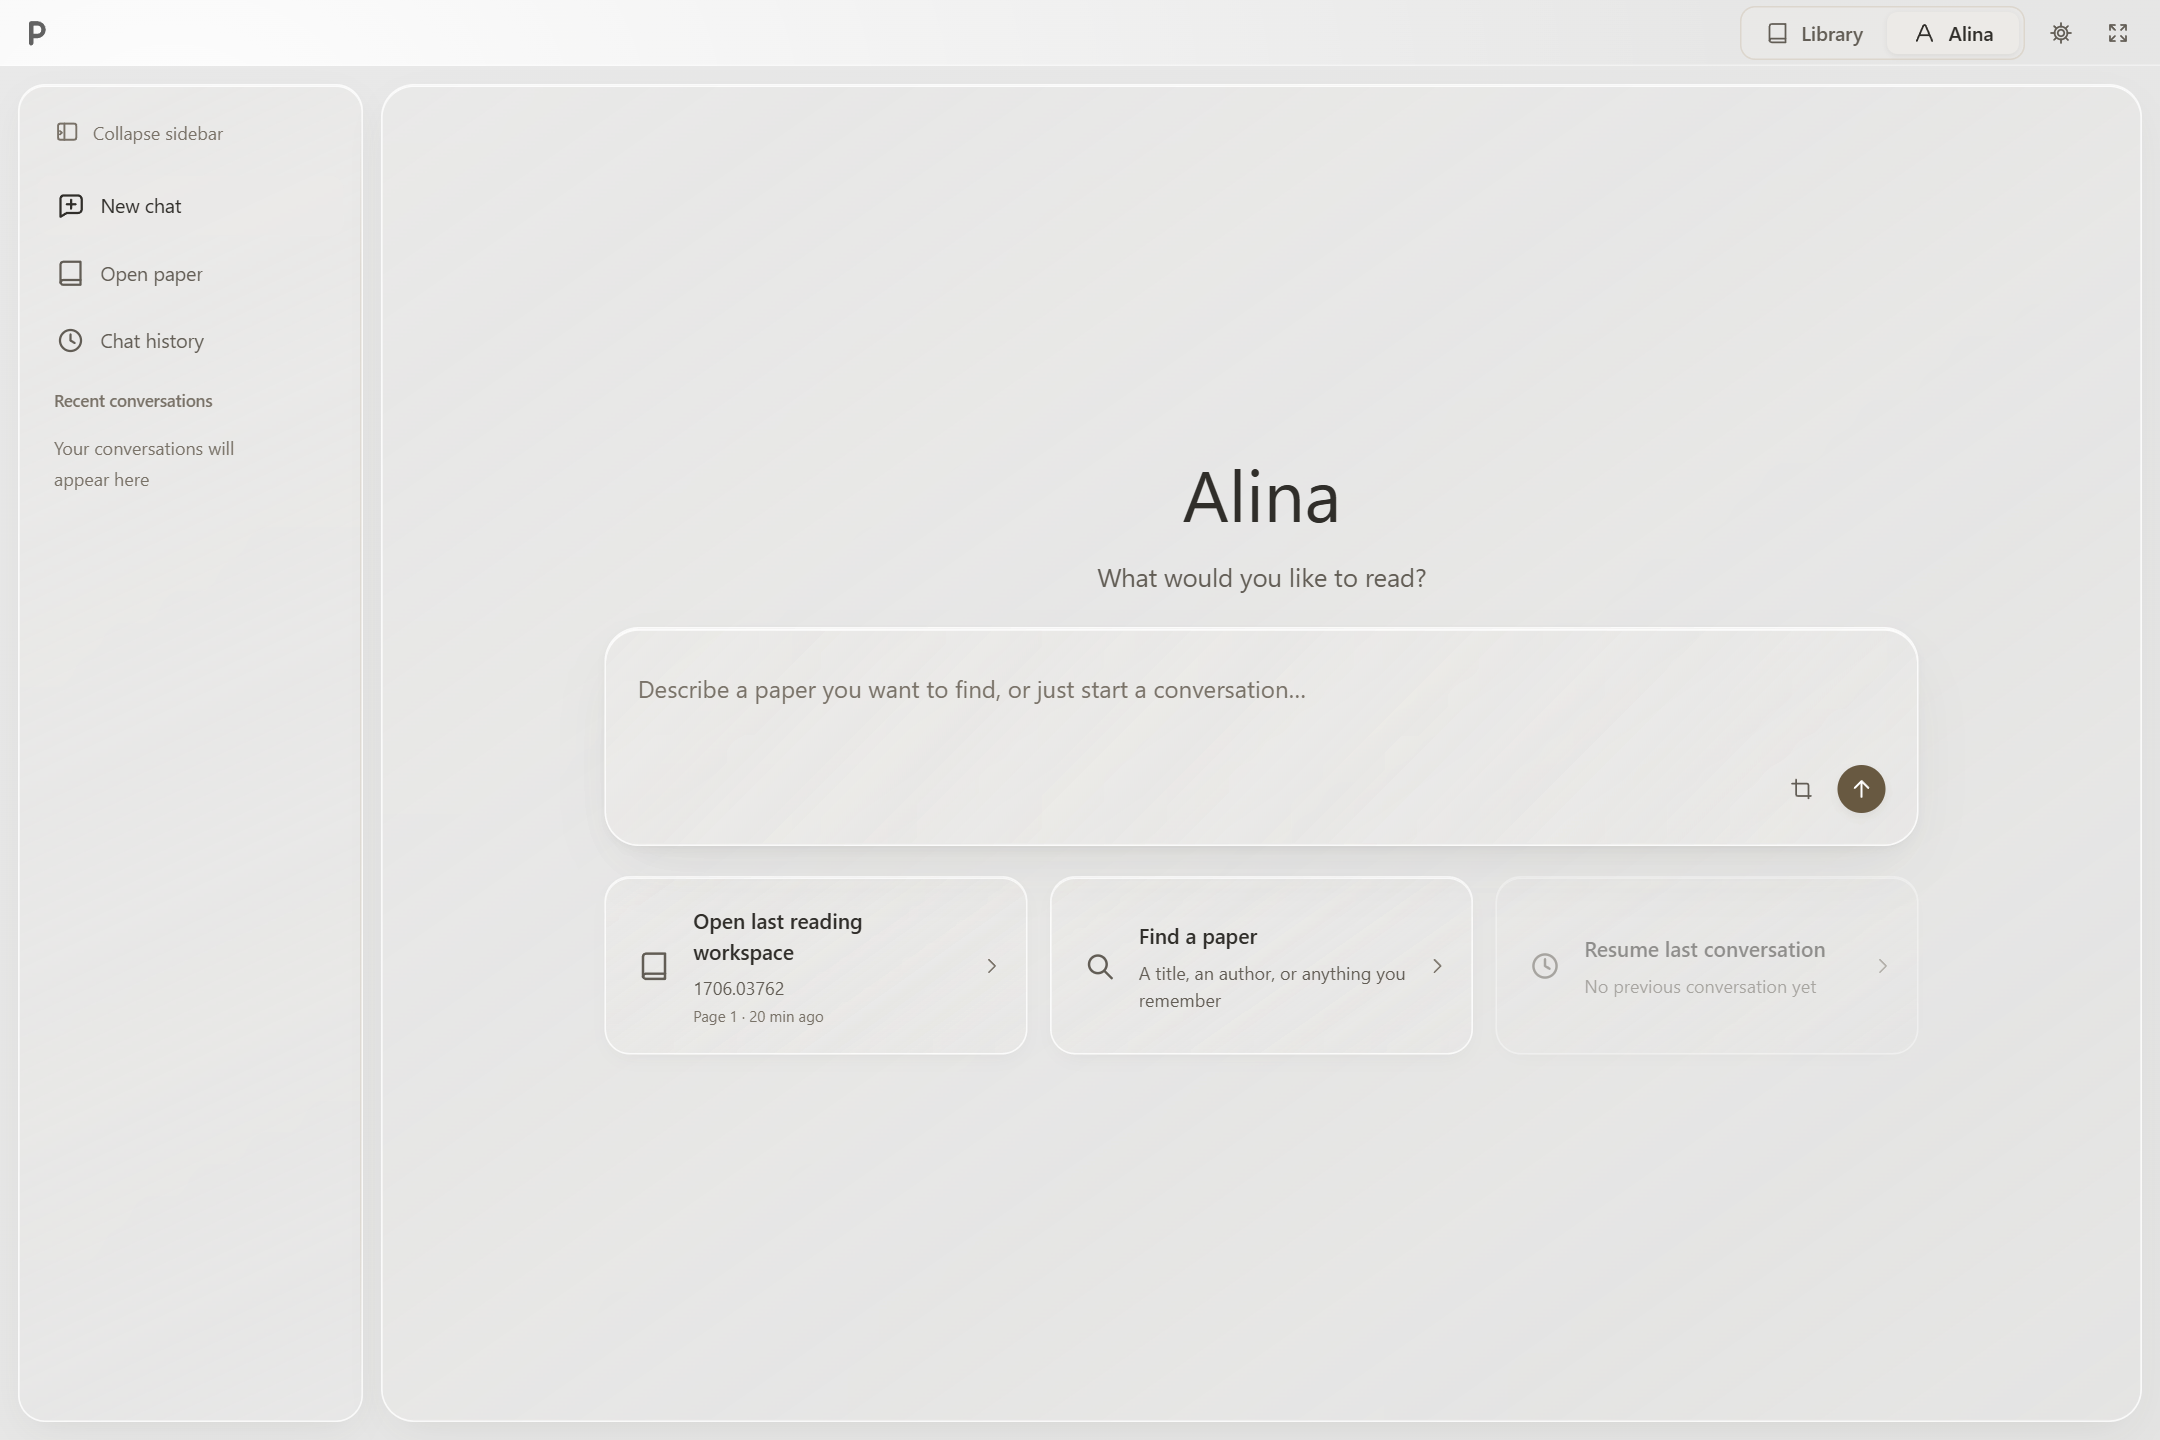 P
Library
Alina
Collapse sidebar
New chat
Open paper
Chat history
Recent conversations
Your conversations will
appear here
Alina
What would you like to read?
Describe a paper you want to find, or just start a conversation...
Open last reading
workspace
1706.03762
Page 1 · 20 min ago
Find a paper
A title, an author, or anything you
remember
Resume last conversation
No previous conversation yet